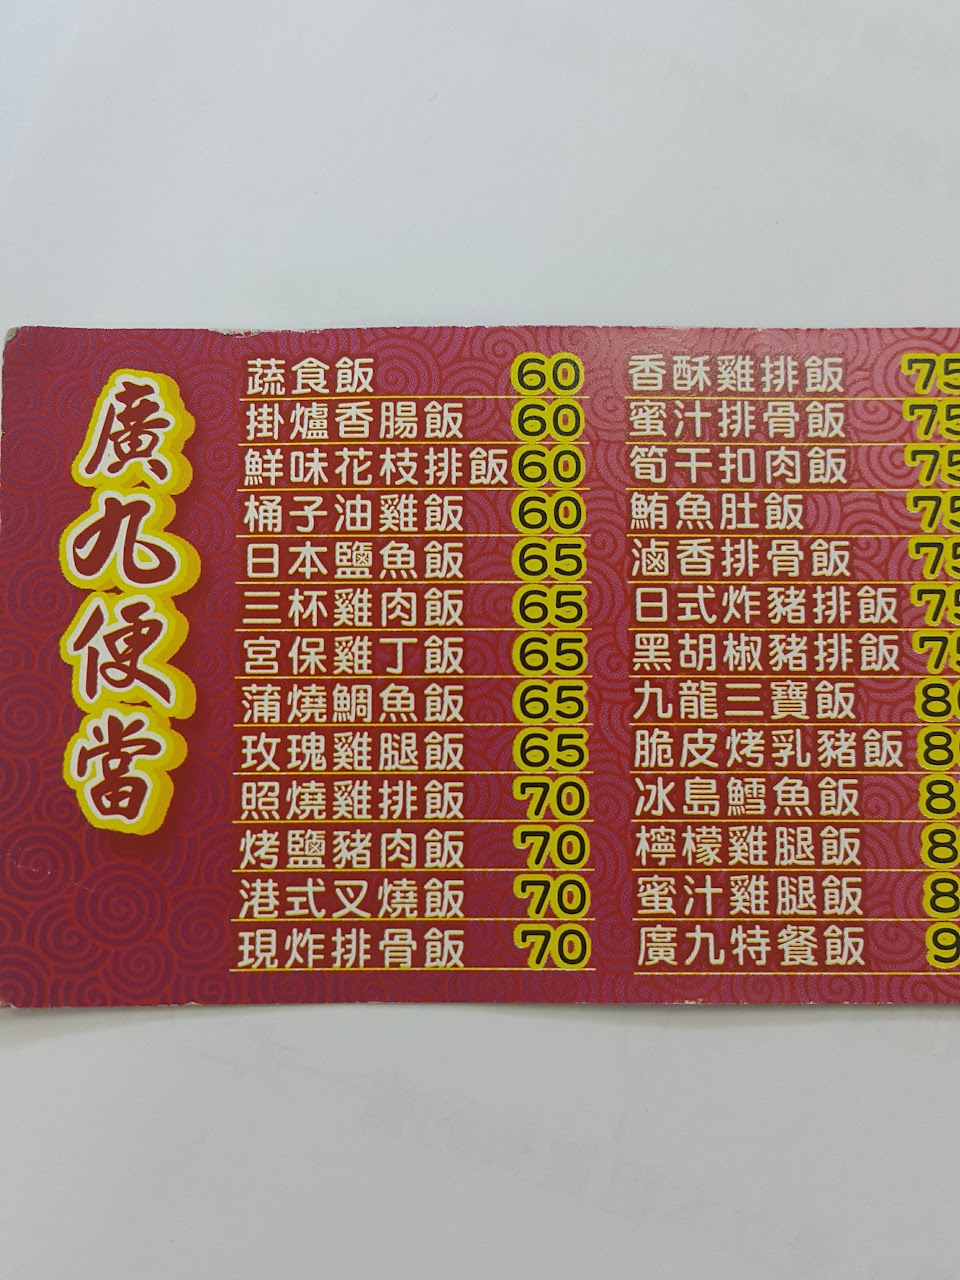 廣九便當
蔬食飯 60
掛爐香腸飯 60
鮮味花枝排飯 60
桶子油雞飯 60
日本鹽魚飯 65
三杯雞肉飯 65
宮保雞丁飯 65
蒲燒鯛魚飯 65
玫瑰雞腿飯 65
照燒雞排飯 70
烤鹽豬肉飯 70
港式叉燒飯 70
現炸排骨飯 70
香酥雞排飯 75
蜜汁排骨飯 75
筍干扣肉飯 75
鮪魚肚飯 75
滷香排骨飯 75
日式炸豬排飯 75
黑胡椒豬排飯 75
九龍三寶飯
脆皮烤乳豬飯
冰島鱈魚飯
檸檬雞腿飯
蜜汁雞腿飯
廣九特餐飯